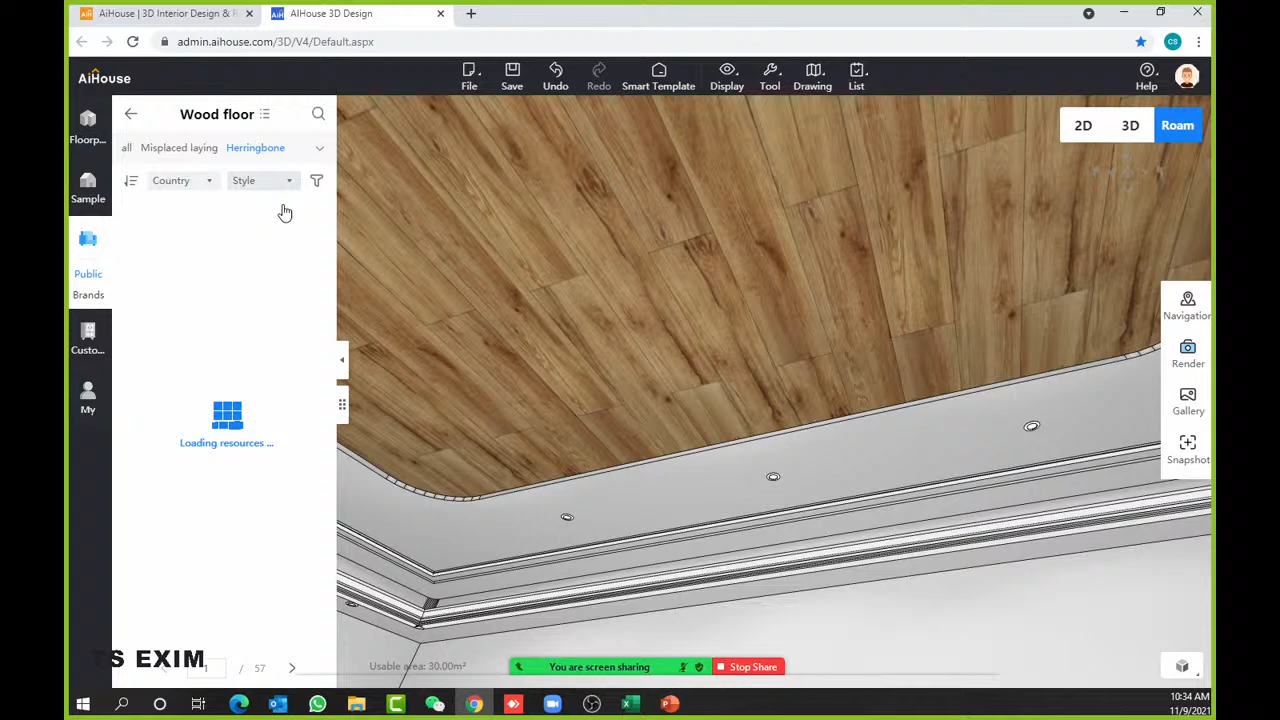 AiHouse | 3D Interior Design & F
AIHouse 3D Design
admin.aihouse.com/3D/V4/Default.aspx
CS
AiHouse
File
Save
Undo
Redo
Smart Template
Display
Tool
Drawing
List
Help
Floorp...
Sample
Public
Brands
Custo...
My
Wood floor
all Misplaced laying Herringbone
Country
Style
Loading resources ...
2D
3D
Roam
Navigation
Render
Gallery
Snapshot
TS EXIM
1 / 57
Usable area: 30.00m²
You are screen sharing
Stop Share
10:34 AM
11/9/2021